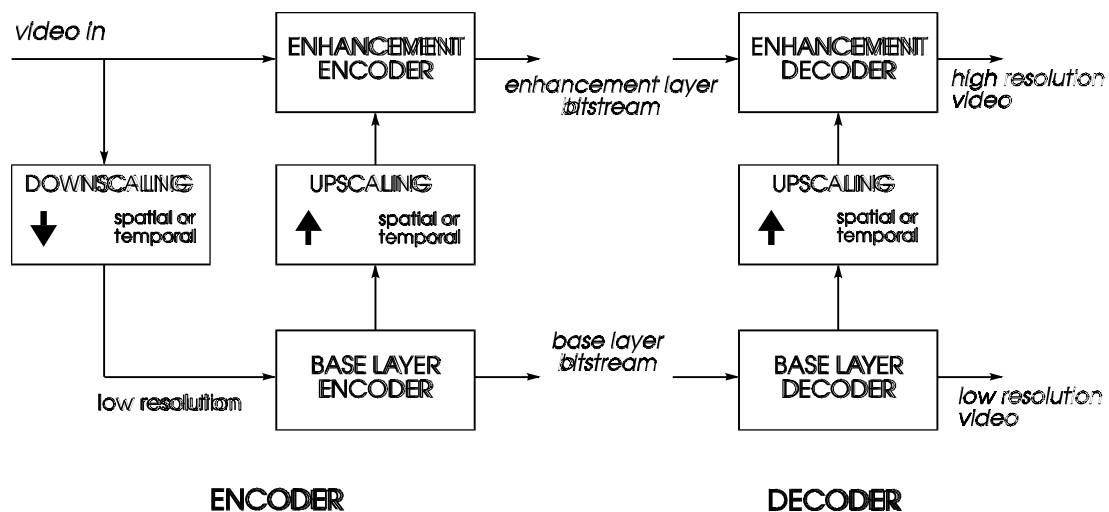 video in
ENHANCEMENT
ENCODER
enhancement layer
bitstream
ENHANCEMENT
DECODER
high resolution
video
DOWNSCALING
spatial or
temporal
UPSCALING
spatial or
temporal
UPSCALING
spatial or
temporal
low resolution
BASE LAYER
ENCODER
base layer
bitstream
BASE LAYER
DECODER
low resolution
video
ENCODER
DECODER